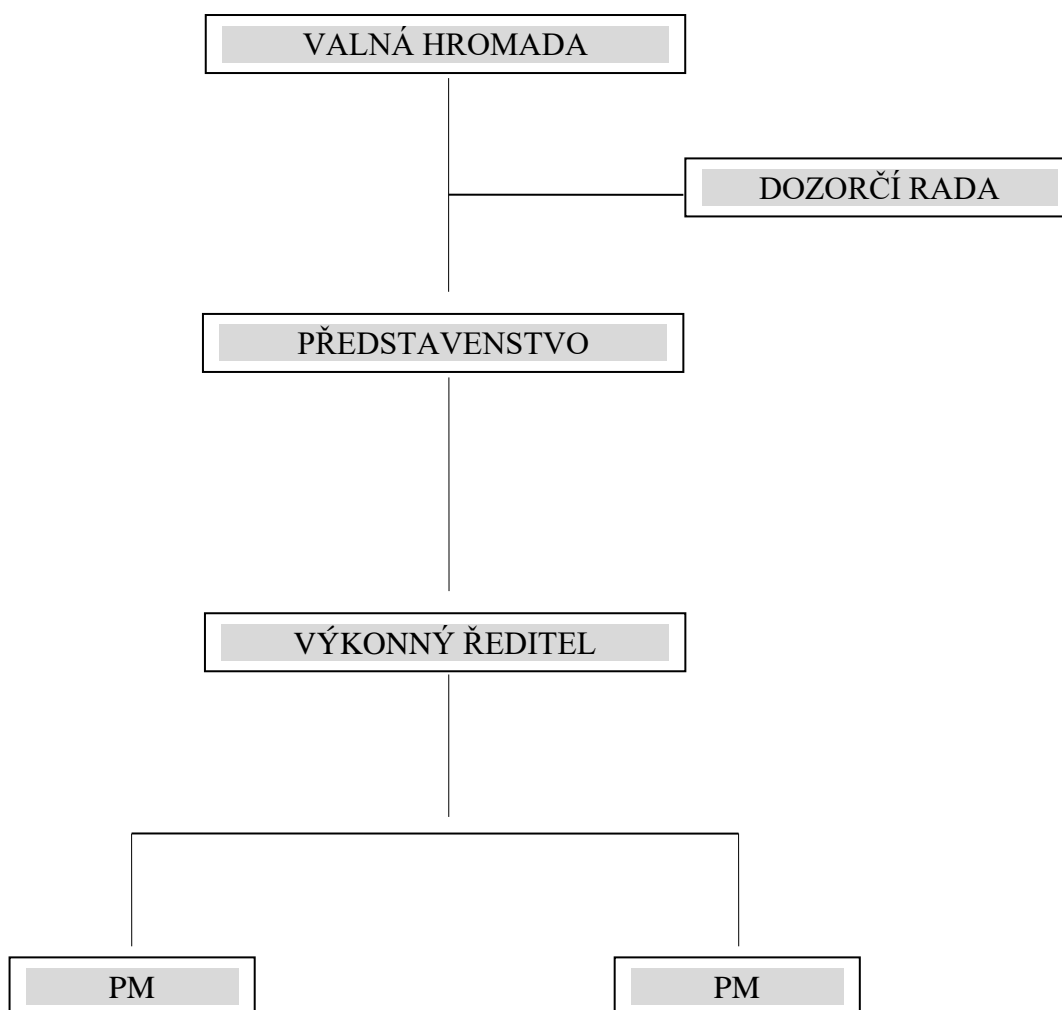 VALNÁ HROMADA
DOZORČÍ RADA
PŘEDSTAVENSTVO
VÝKONNÝ ŘEDITEL
PM
PM